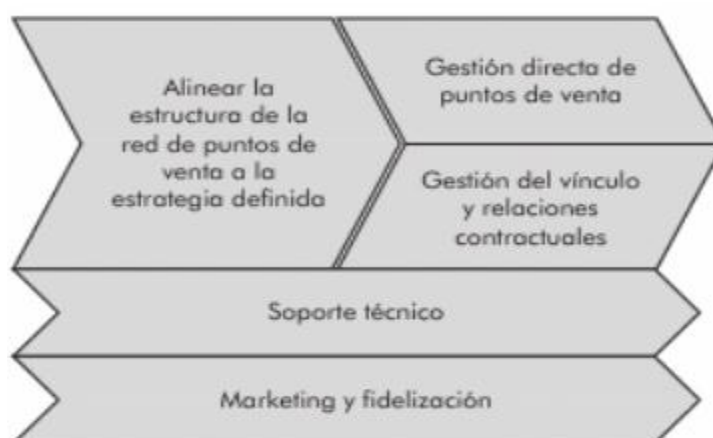 Alinear la
estructura de la
red de puntos de
venta a la
estrategia definida
Gestión directa de
puntos de venta
Gestión del vínculo
y relaciones
contractuales
Soporte técnico
Marketing y fidelización